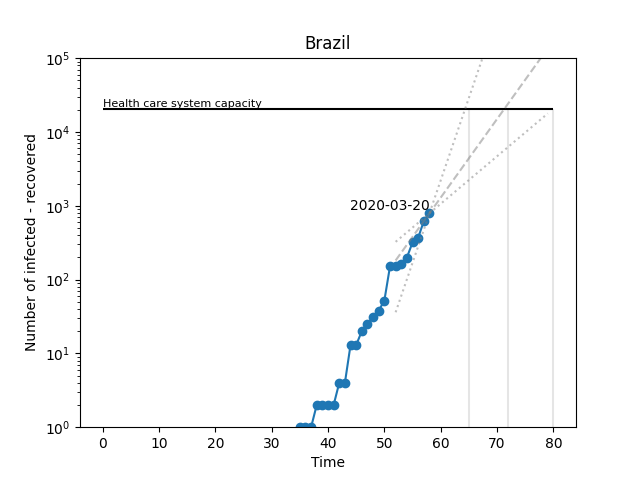 Brazil
Number of infected - recovered
10^5
10^4
10^3
10^2
10^1
10^0
Health care system capacity
2020-03-20
0 10 20 30 40 50 60 70 80
Time